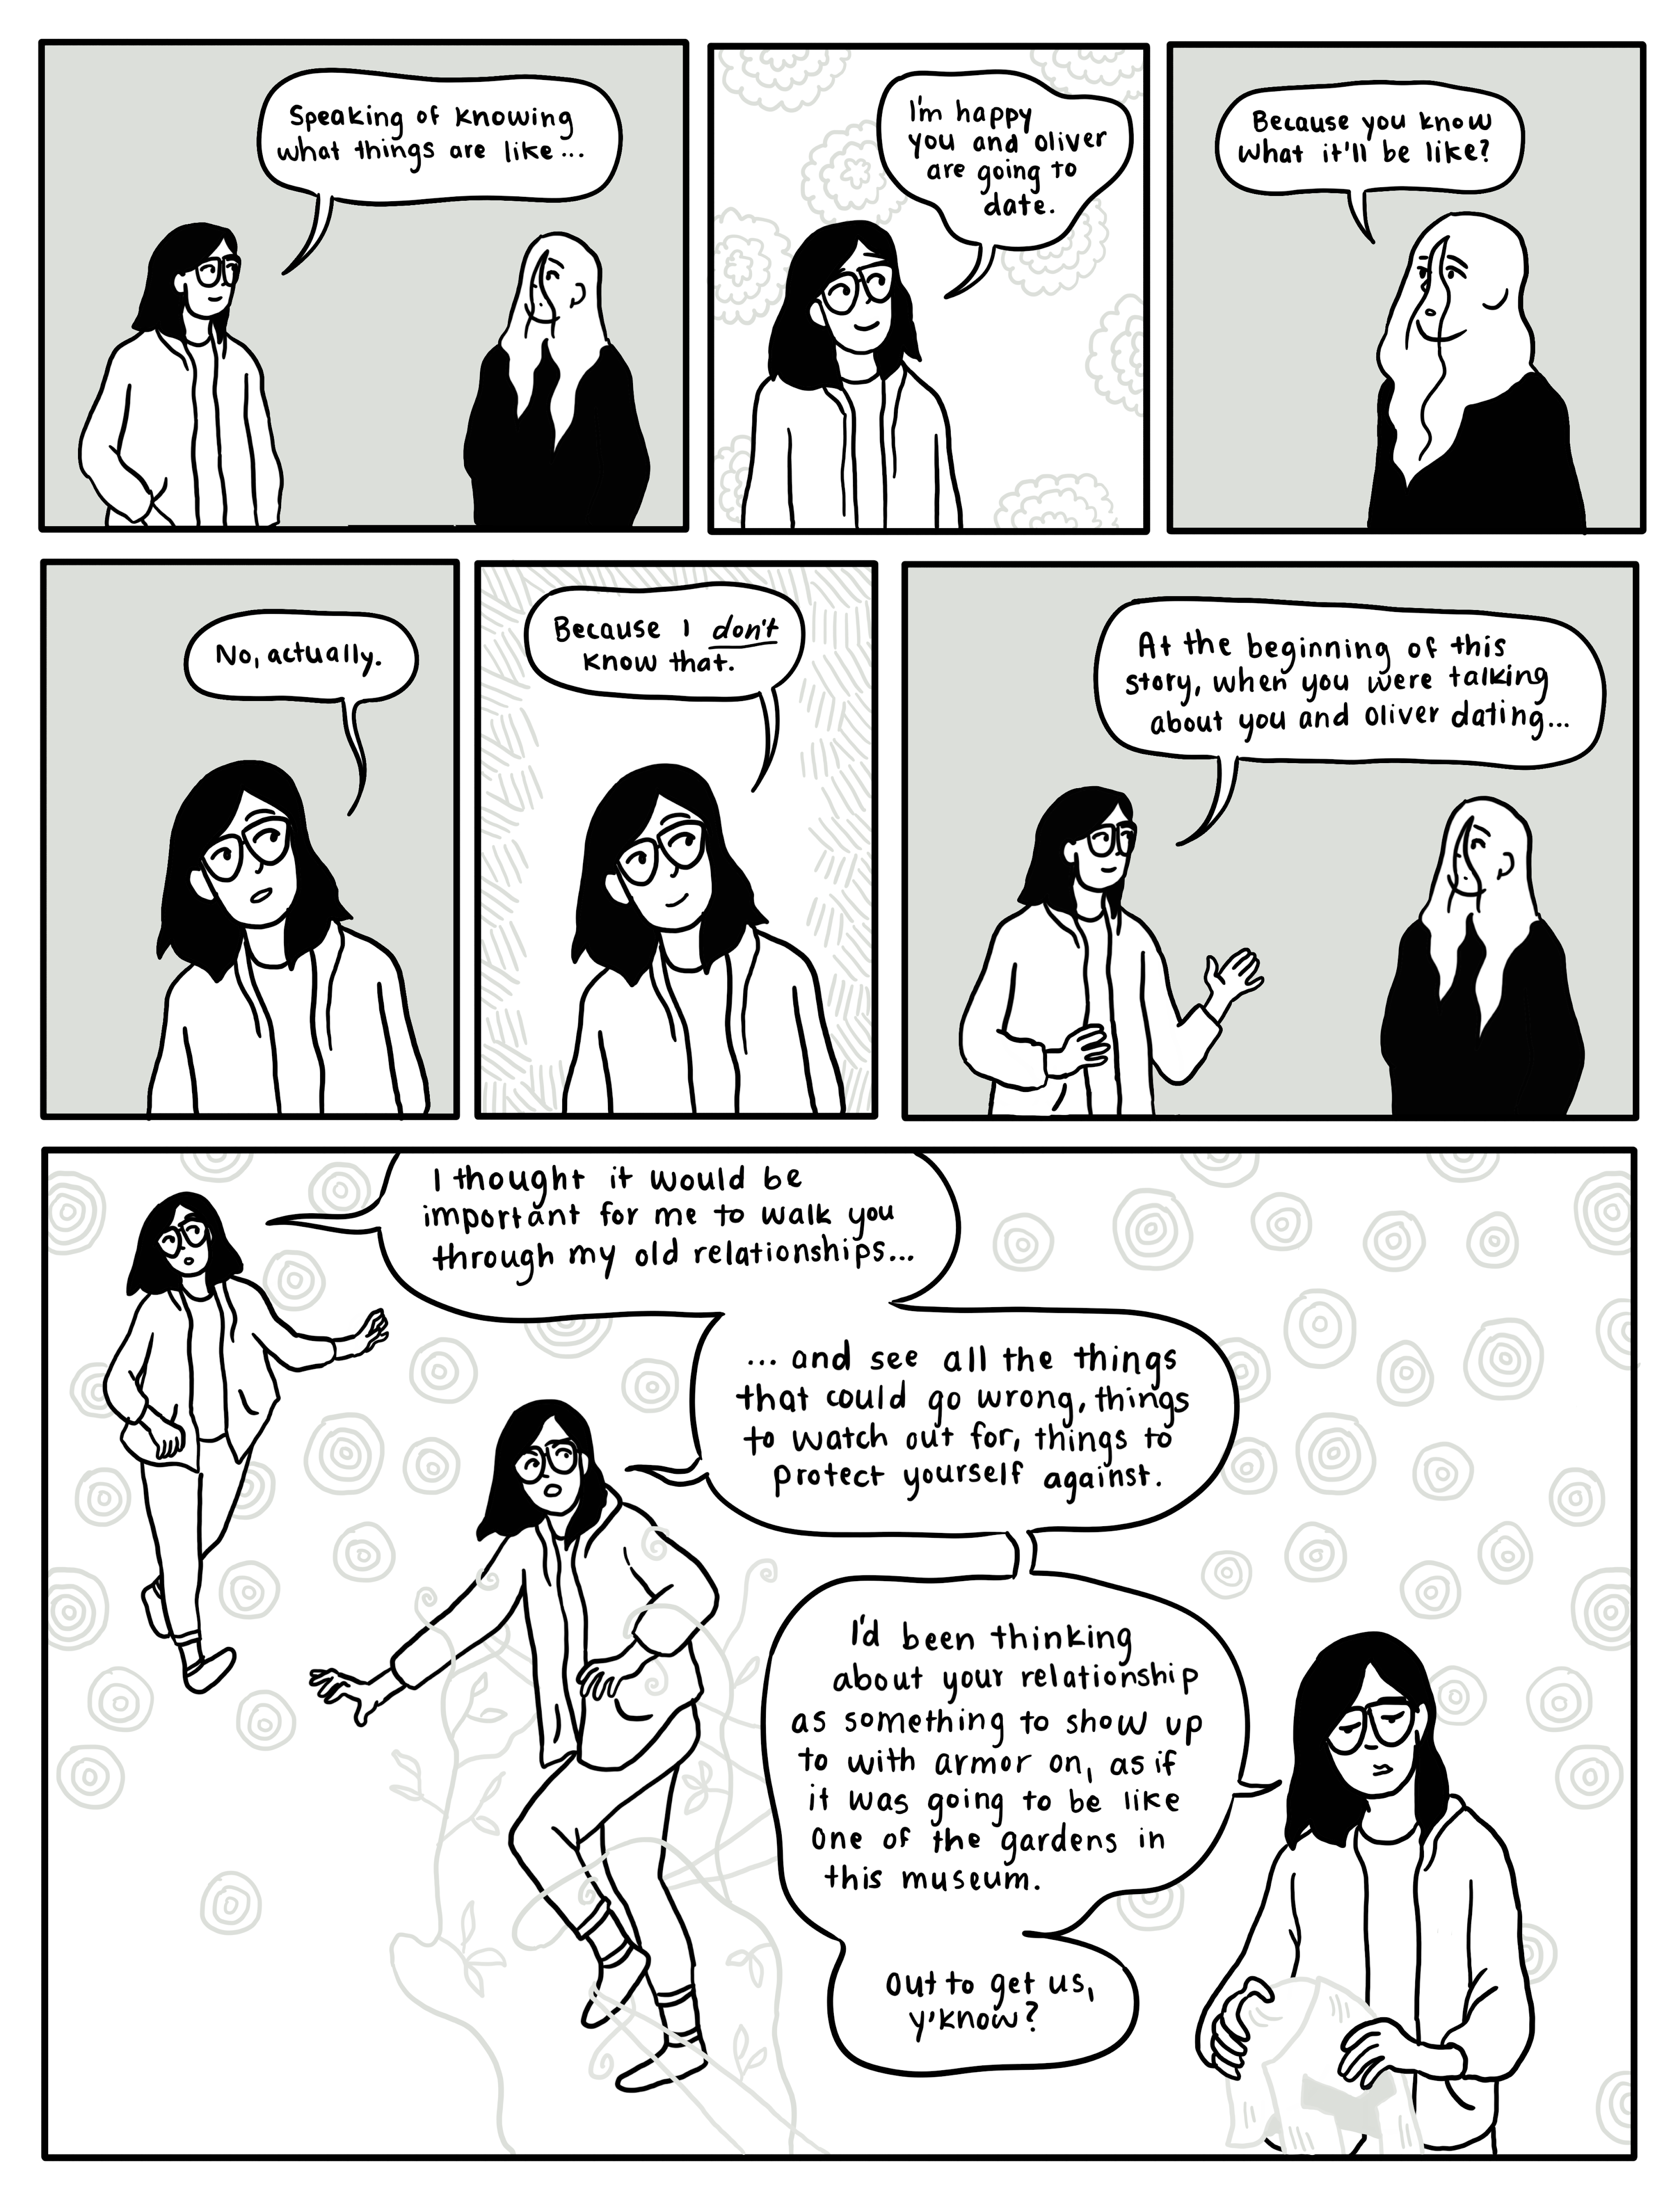 Speaking of knowing
what things are like...
I'm happy
you and Oliver
are going to
date.
Because you know
what it'll be like?
No, actually.
Because I don't
know that.
At the beginning of this
story, when you were talking
about you and Oliver dating...
I thought it would be
important for me to walk you
through my old relationships...
... and see all the things
that could go wrong, things
to watch out for, things to
protect yourself against.
I'd been thinking
about your relationship
as something to show up
to with armor on, as if
it was going to be like
one of the gardens in
this museum.
Out to get us,
y'know?